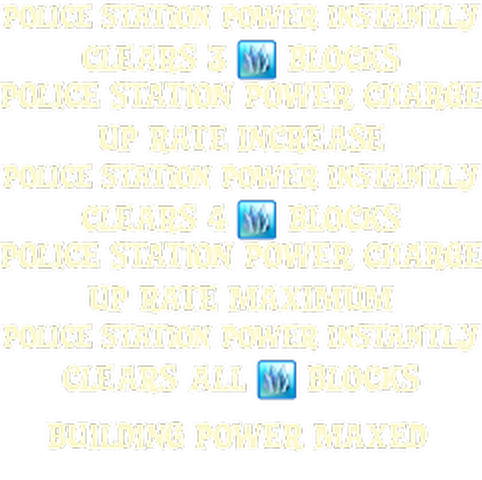 POLICE STATION POWER INSTANTLY
CLEARS 3 BLOCKS
POLICE STATION POWER CHARGE
UP RATE INCREASE
POLICE STATION POWER INSTANTLY
CLEARS 4 BLOCKS
POLICE STATION POWER CHARGE
UP RATE MAXIMUM
POLICE STATION POWER INSTANTLY
CLEARS ALL BLOCKS
BUILDING POWER MAXED